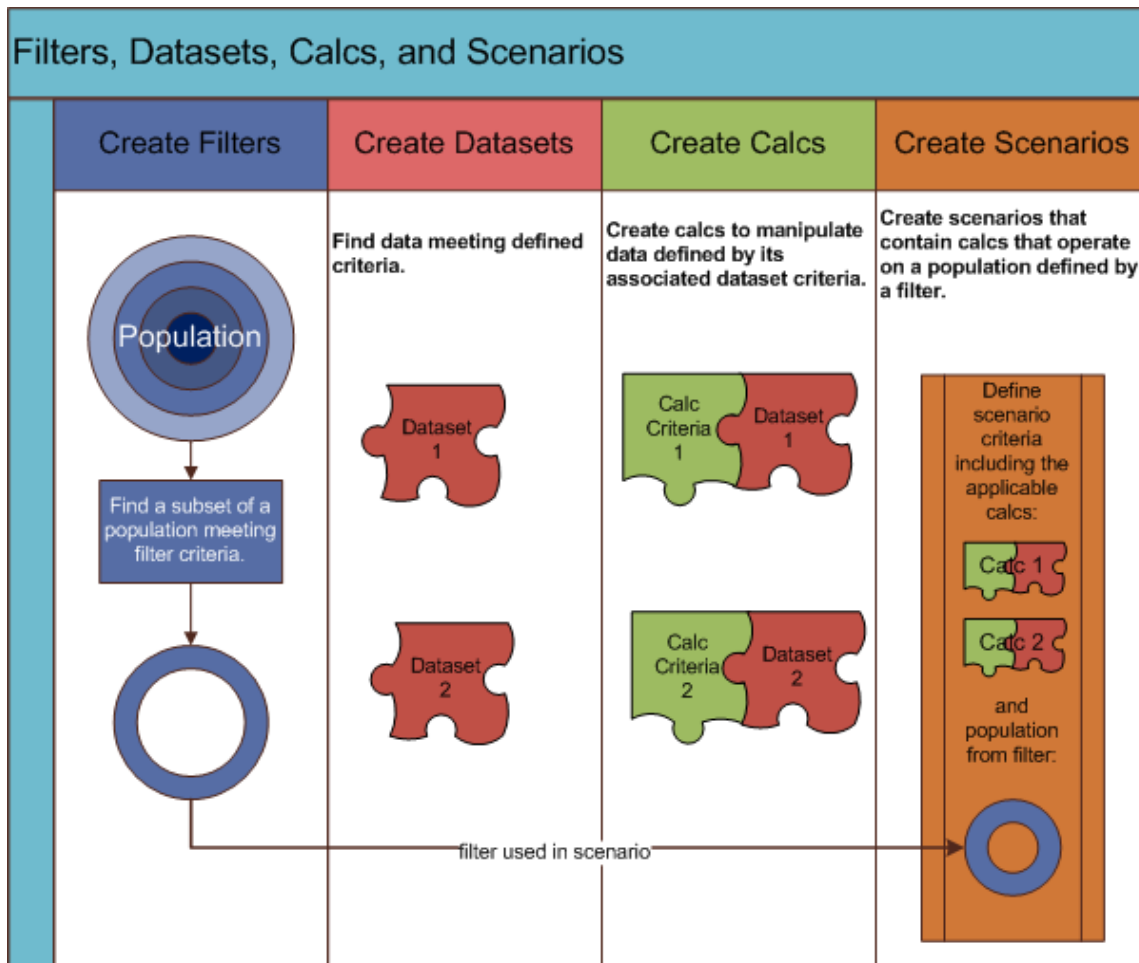 Filters, Datasets, Calcs, and Scenarios
Create Filters
Create Datasets
Create Calcs
Create Scenarios
Population
Find a subset of a
population meeting
filter criteria.
Find data meeting defined
criteria.
Dataset
1
Dataset
2
Create calcs to manipulate
data defined by its
associated dataset criteria.
Calc
Criteria
1
Dataset
1
Calc
Criteria
2
Dataset
2
Create scenarios that
contain calcs that operate
on a population defined by
a filter.
Define
scenario
criteria
including the
applicable
calcs:
Calc 1
Calc 2
and
population
from filter:
filter used in scenario